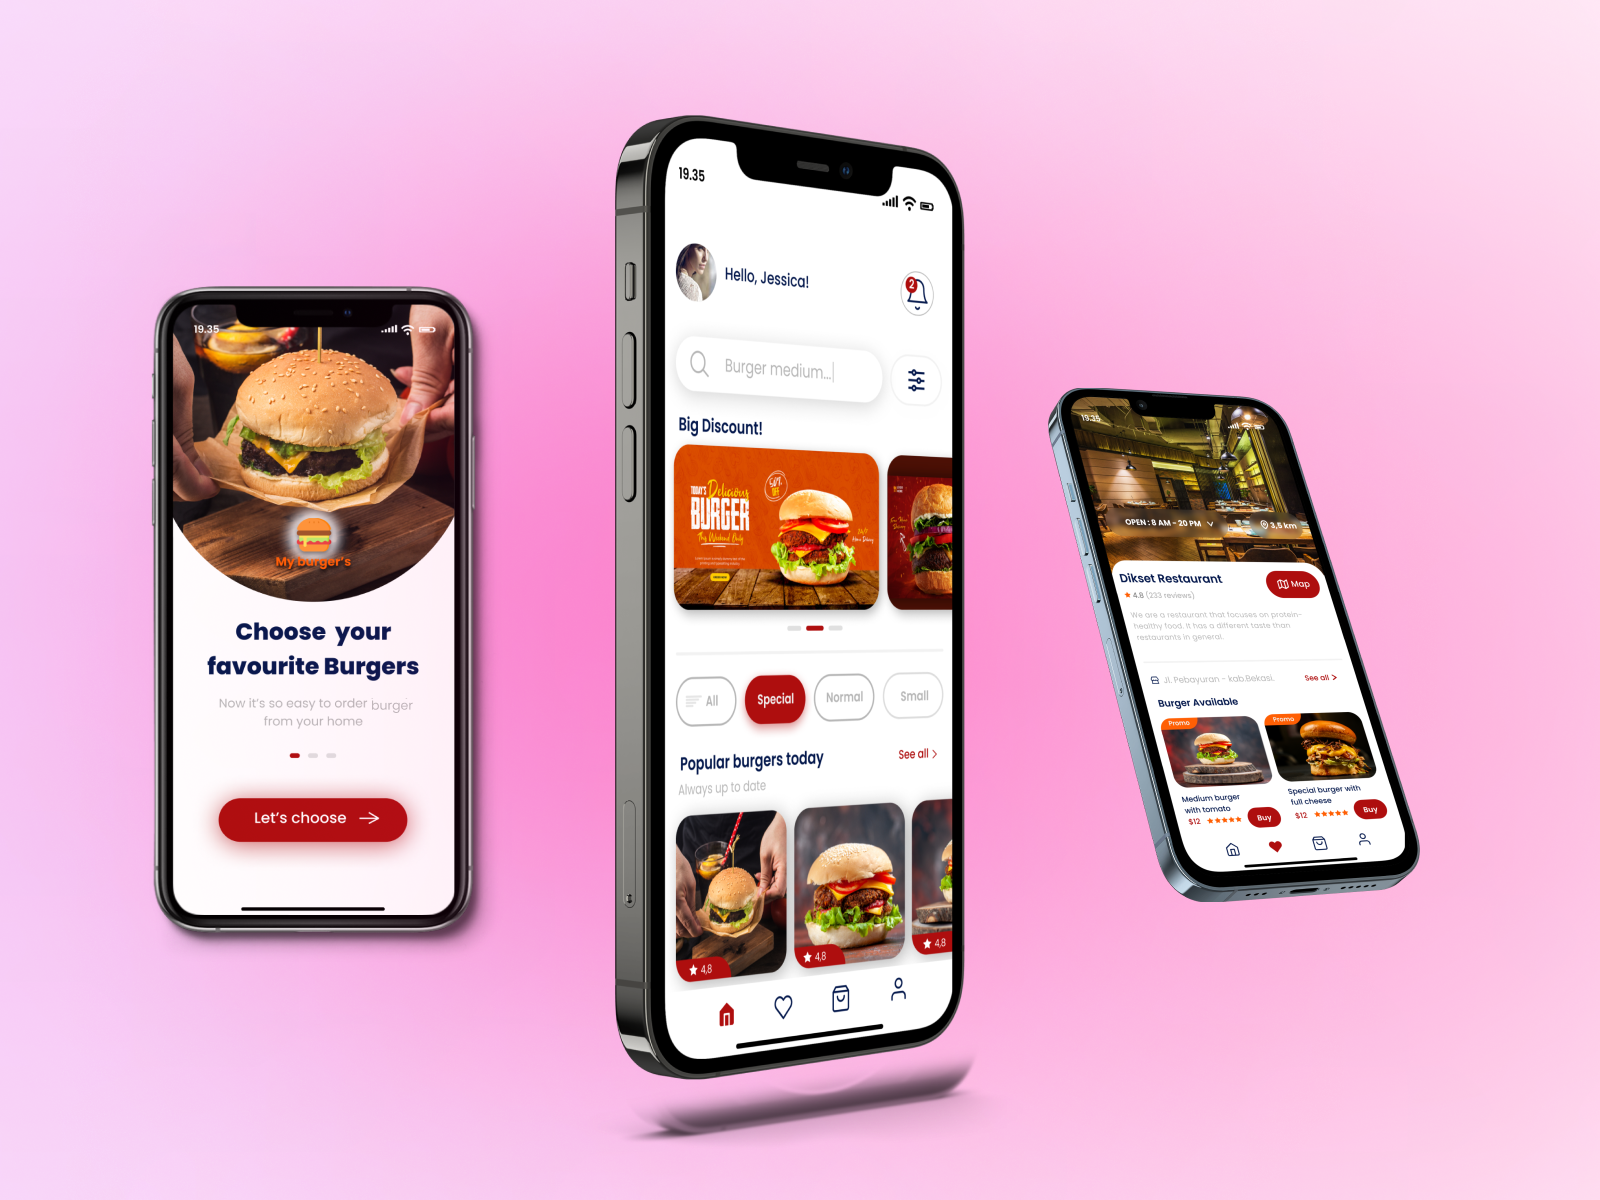 19.35
My burger's
Choose your
favourite Burgers
Now it's so easy to order burger
from your home
Let's choose
19.35
Hello, Jessica!
2
Burger medium...
Big Discount!
TODAY'S Delicious
BURGER
This Weekend Only
50% OFF
All
Special
Normal
Small
Popular burgers today
See all
Always up to date
4,8
4,8
4,8
19.35
OPEN : 8 AM - 20 PM
3,5 km
Dikset Restaurant
Map
4.8 (233 reviews)
We are a restaurant that focuses on protein-
healthy food. It has a different taste than
restaurants in general.
Jl. Pebayuran - kab.Bekasi.
See all
Burger Available
Promo
Promo
Medium burger
with tomato
$12
Buy
Special burger with
full cheese
$12
Buy